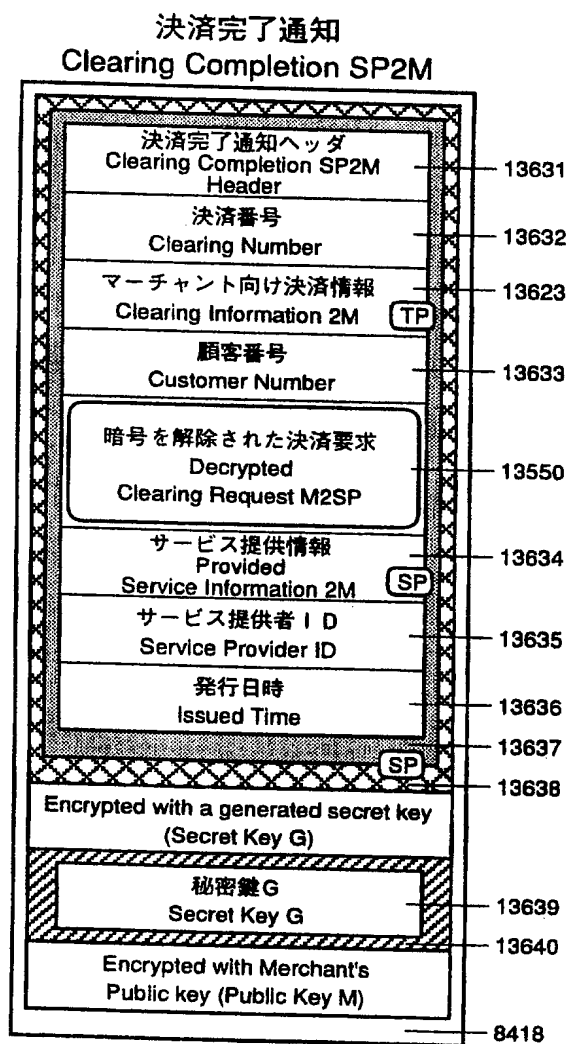 決済完了通知
Clearing Completion SP2M
決済完了通知ヘッダ
Clearing Completion SP2M
Header
13631
決済番号
Clearing Number
13632
マーチャント向け決済情報
Clearing Information 2M
TP
13623
顧客番号
Customer Number
13633
暗号を解除された決済要求
Decrypted
Clearing Request M2SP
13550
サービス提供情報
Provided
Service Information 2M
SP
13634
サービス提供者ID
Service Provider ID
13635
発行日時
Issued Time
13636
13637
SP
13638
Encrypted with a generated secret key
(Secret Key G)
秘密鍵G
Secret Key G
13639
13640
Encrypted with Merchant's
Public key (Public Key M)
8418